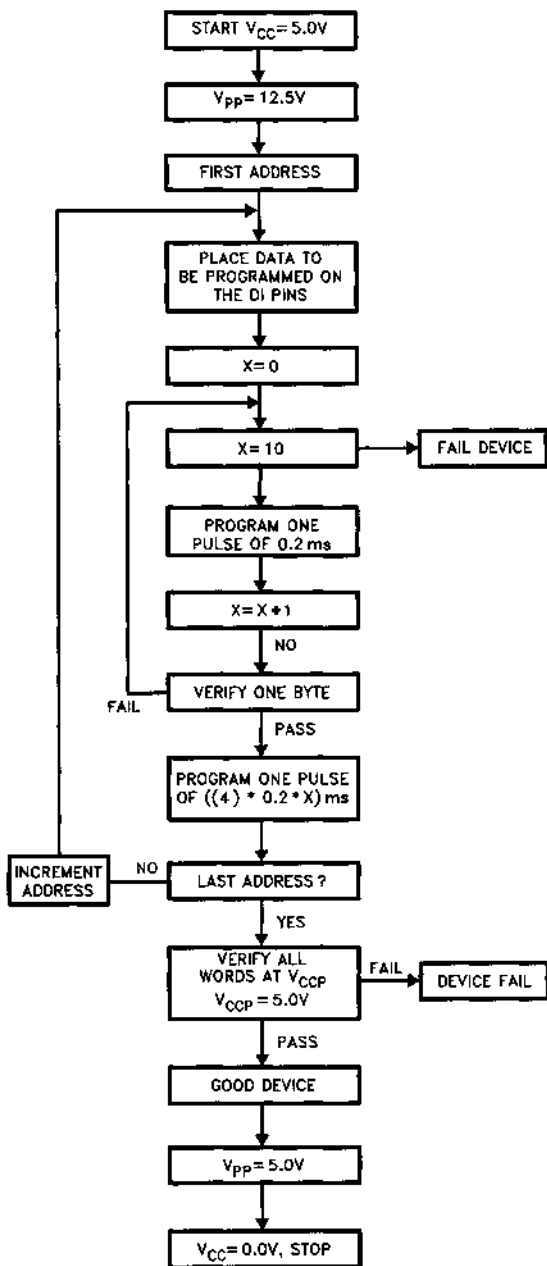 START VCC=5.0V
VPP=12.5V
FIRST ADDRESS
PLACE DATA TO
BE PROGRAMMED ON
THE DI PINS
X=0
X=10
FAIL DEVICE
PROGRAM ONE
PULSE OF 0.2 ms
X=X+1
NO
VERIFY ONE BYTE
FAIL
PASS
PROGRAM ONE PULSE
OF ((4) * 0.2 * X) ms
INCREMENT
ADDRESS
NO
LAST ADDRESS?
YES
VERIFY ALL
WORDS AT VCCP
VCCP=5.0V
FAIL
DEVICE FAIL
PASS
GOOD DEVICE
VPP=5.0V
VCC=0.0V, STOP